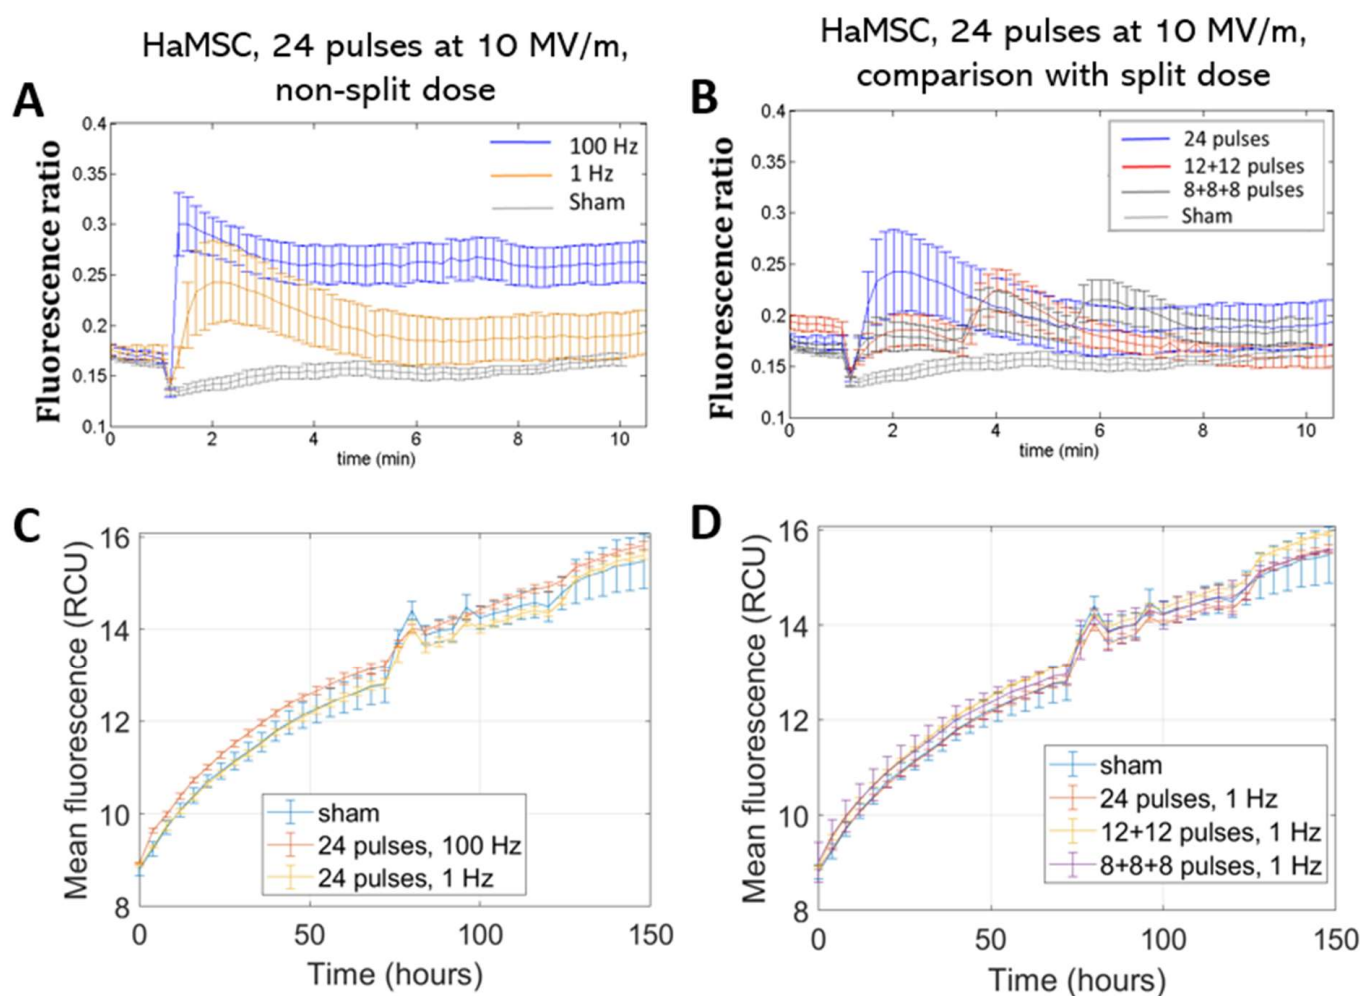 HaMSC, 24 pulses at 10 MV/m,
non-split dose
A
Fluorescence ratio
0.4
0.35
0.3
0.25
0.2
0.15
0.1
0
2
4
6
8
10
time (min)
100 Hz
1 Hz
Sham
HaMSC, 24 pulses at 10 MV/m,
comparison with split dose
B
Fluorescence ratio
0.4
0.35
0.3
0.25
0.2
0.15
0.1
0
2
4
6
8
10
time (min)
24 pulses
12+12 pulses
8+8+8 pulses
Sham
C
Mean fluorescence (RCU)
16
14
12
10
8
0
50
100
150
Time (hours)
sham
24 pulses, 100 Hz
24 pulses, 1 Hz
D
Mean fluorescence (RCU)
16
14
12
10
8
0
50
100
150
Time (hours)
sham
24 pulses, 1 Hz
12+12 pulses, 1 Hz
8+8+8 pulses, 1 Hz